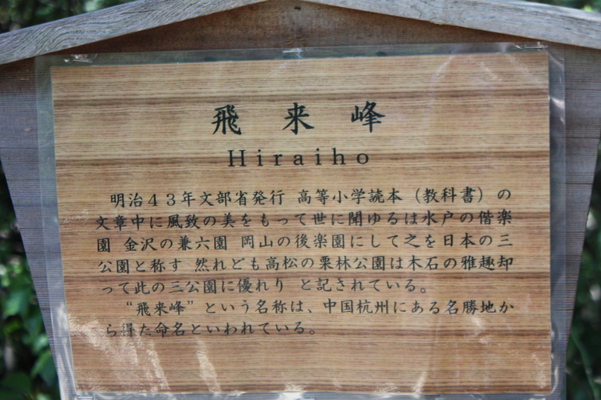 飛来峰
Hiraiho
明治43年文部省発行 高等小学読本（教科書）の
文章中に風致の美をもって世に聞ゆるは水戸の偕楽
園 金沢の兼六園 岡山の後楽園にして之を日本の三
公園と称す 然れども高松の栗林公園は木石の雅趣却
って此の三公園に優れり と記されている。
“飛来峰”という名称は、中国杭州にある名勝地か
ら得た命名といわれている。